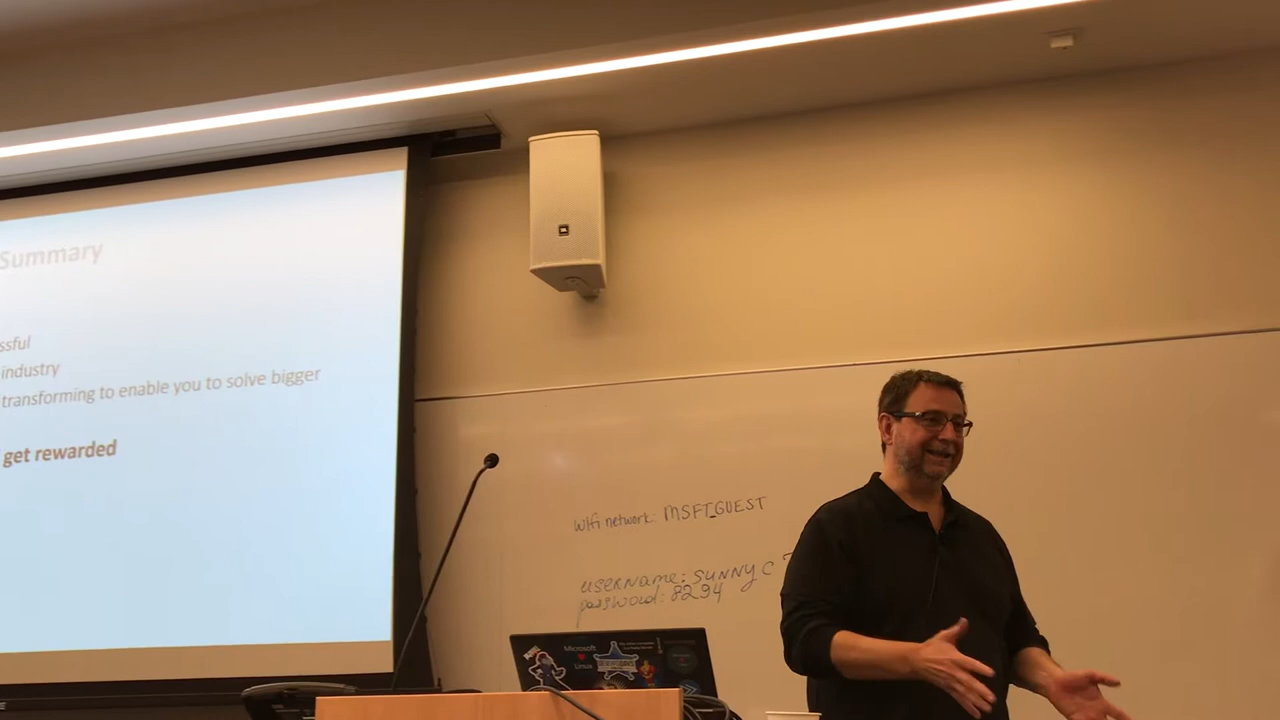 Summary
ssful
industry
transforming to enable you to solve bigger
get rewarded
wifi network: MSFT_GUEST
username: SUNNY C
password: 8294
Microsoft
Linux
JBL